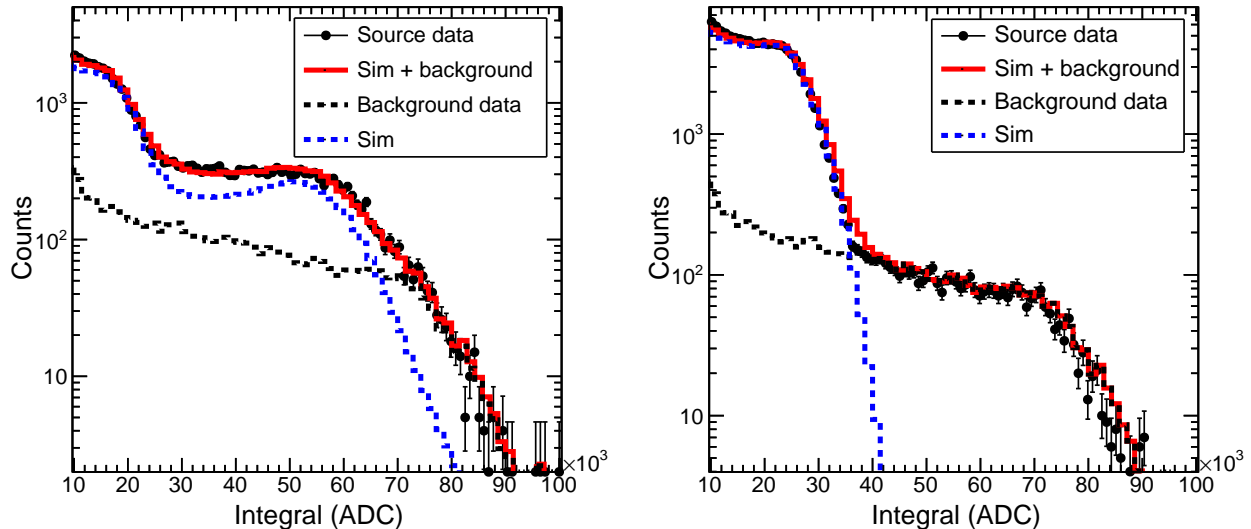 Source data
Sim + background
Background data
Sim
Counts
10³
10²
10
10 20 30 40 50 60 70 80 90 100
×10³
Integral (ADC)
Source data
Sim + background
Background data
Sim
Counts
10³
10²
10
10 20 30 40 50 60 70 80 90 100
×10³
Integral (ADC)